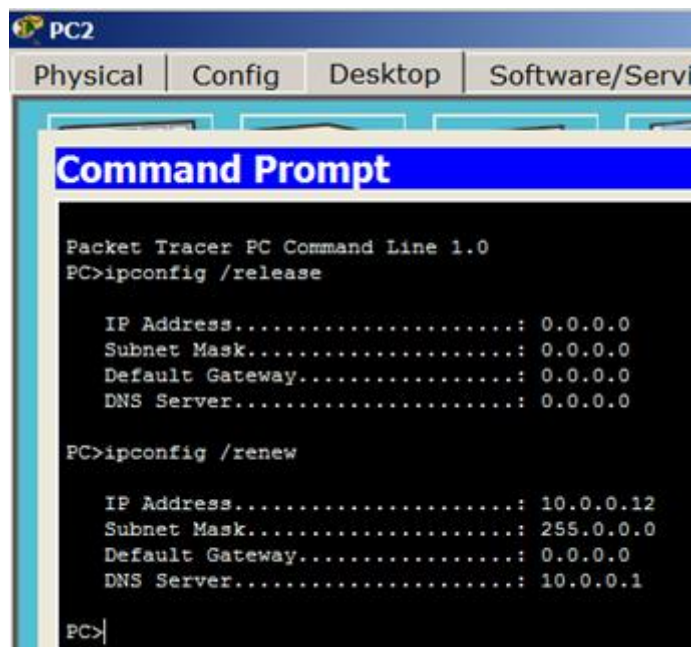 PC2
Physical Config Desktop Software/Servi
Command Prompt
Packet Tracer PC Command Line 1.0
PC>ipconfig /release
IP Address......................: 0.0.0.0
Subnet Mask.....................: 0.0.0.0
Default Gateway.................: 0.0.0.0
DNS Server......................: 0.0.0.0
PC>ipconfig /renew
IP Address......................: 10.0.0.12
Subnet Mask.....................: 255.0.0.0
Default Gateway.................: 0.0.0.0
DNS Server......................: 10.0.0.1
PC>